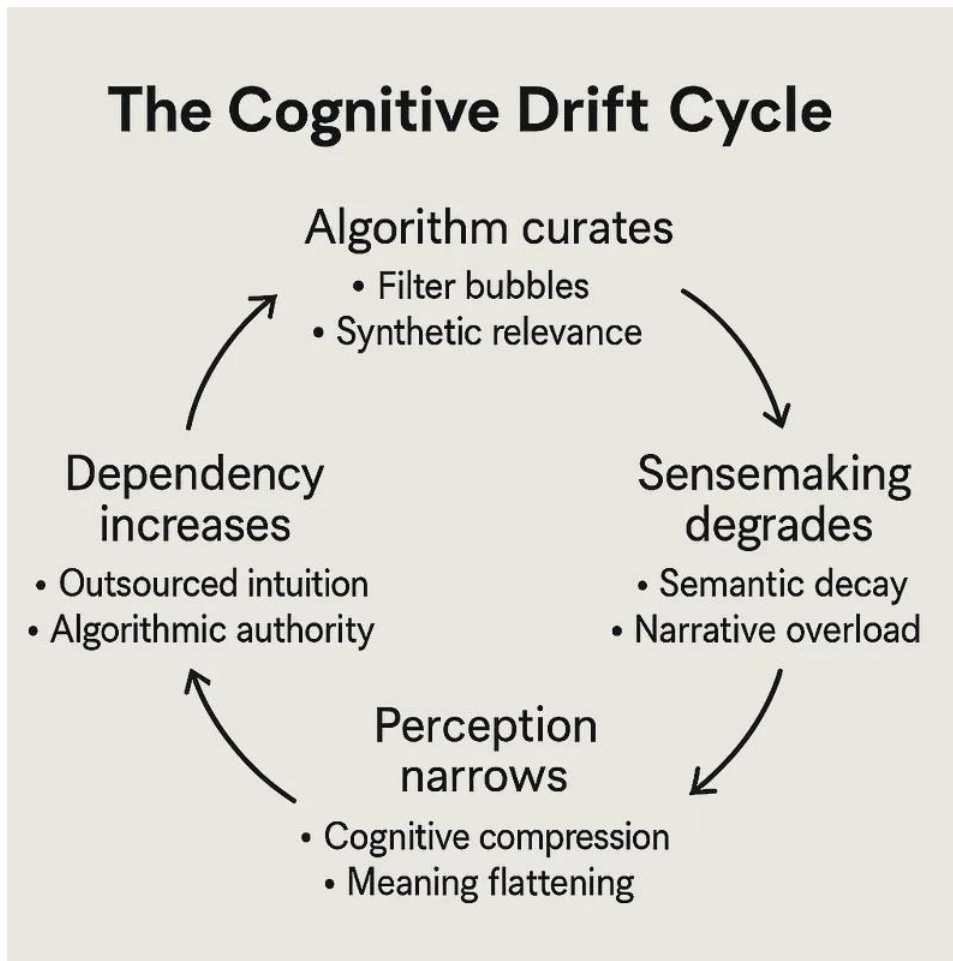 The Cognitive Drift Cycle
Algorithm curates
• Filter bubbles
• Synthetic relevance
Sensemaking
degrades
• Semantic decay
• Narrative overload
Perception
narrows
• Cognitive compression
• Meaning flattening
Dependency
increases
• Outsourced intuition
• Algorithmic authority